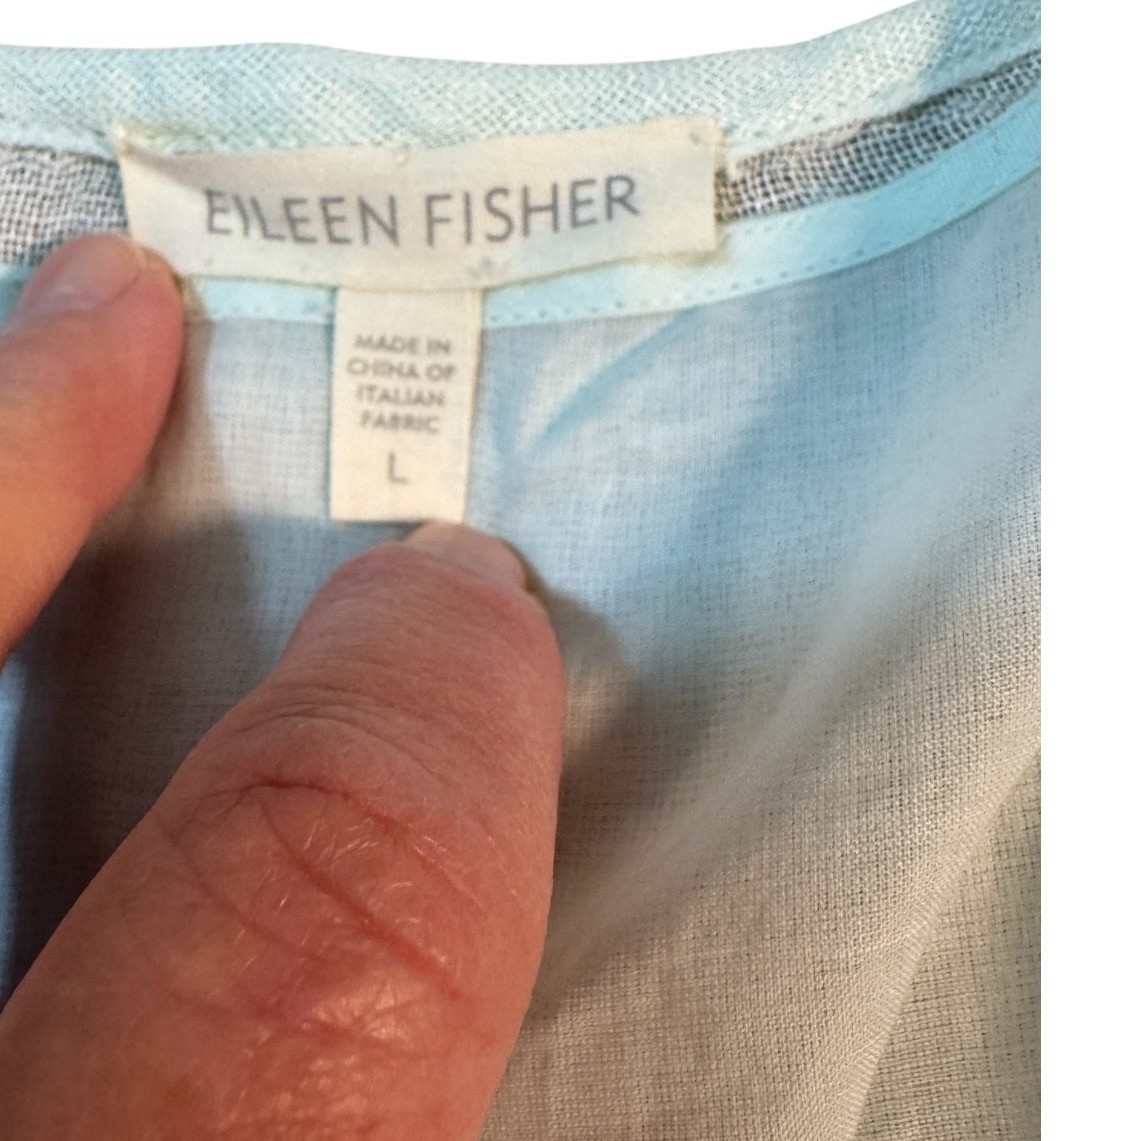 EILEEN FISHER
MADE IN
CHINA OF
ITALIAN
FABRIC
L